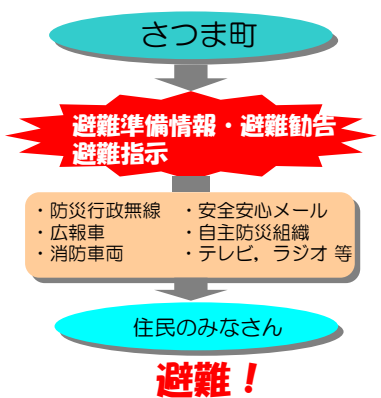 さつま町
避難準備情報・避難勧告
避難指示
・防災行政無線 ・安全安心メール
・広報車 ・自主防災組織
・消防車両 ・テレビ，ラジオ 等
住民のみなさん
避難！